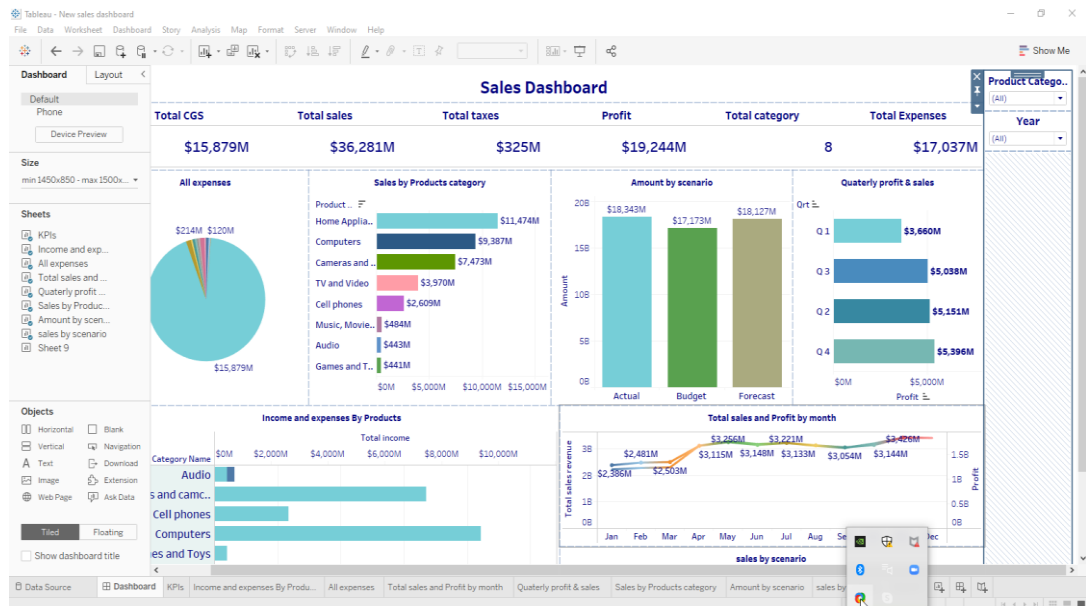 Tableau - New sales dashboard
File Data Worksheet Dashboard Story Analysis Map Format Server Window Help
Show Me
Dashboard Layout
Default
Phone
Device Preview
Size
min 1450x850 - max 1500x...
Sheets
KPIs
Income and exp...
All expenses
Total sales and ...
Quaterly profit ...
Sales by Produc...
Amount by scen...
sales by scenario
Sheet 9
Objects
Horizontal Blank
Vertical Navigation
Text Download
Image Extension
Web Page Ask Data
Tiled Floating
Show dashboard title
Sales Dashboard
Total CGS Total sales Total taxes Profit Total category Total Expenses
$15,879M $36,281M $325M $19,244M 8 $17,037M
Product Catego..
(All)
Year
(All)
All expenses
$214M $120M
$15,879M
Sales by Products category
Product ..
Home Applia.. $11,474M
Computers $9,387M
Cameras and .. $7,473M
TV and Video $3,970M
Cell phones $2,609M
Music, Movie.. $484M
Audio $443M
Games and T.. $441M
$0M $5,000M $10,000M $15,000M
Amount by scenario
Amount
20B
15B
10B
5B
0B
$18,343M $17,173M $18,127M
Actual Budget Forecast
Quaterly profit & sales
Qrt
Q 1 $3,660M
Q 3 $5,038M
Q 2 $5,151M
Q 4 $5,396M
$0M $5,000M
Profit
Income and expenses By Products
Total income
Category Name $0M $2,000M $4,000M $6,000M $8,000M $10,000M
Audio
s and camc..
Cell phones
Computers
es and Toys
Total sales and Profit by month
Total sales revenue
3B
2B
1B
0B
$2,386M $2,481M $2,503M $3,115M $3,256M $3,148M $3,221M $3,133M $3,054M $3,144M $3,426M
1.5B
1B
0.5B
0B
Profit
Jan Feb Mar Apr May Jun Jul Aug Se Dec
sales by scenario
Data Source Dashboard KPIs Income and expenses By Produ... All expenses Total sales and Profit by month Quaterly profit & sales Sales by Products category Amount by scenario sales by